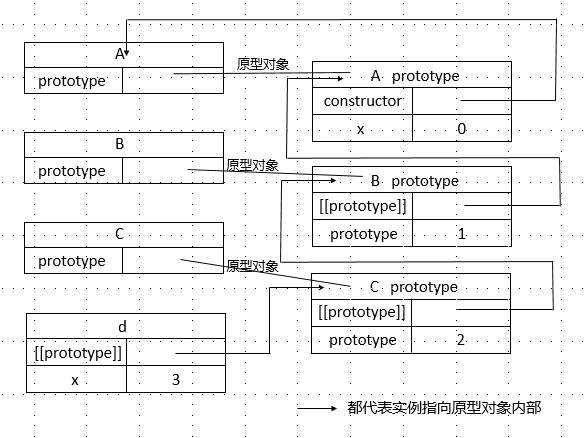 A
prototype
原型对象
A prototype
constructor
x 0
B
prototype
原型对象
B prototype
[[prototype]]
prototype 1
C
prototype
原型对象
C prototype
[[prototype]]
prototype 2
d
[[prototype]]
x 3
都代表实例指向原型对象内部